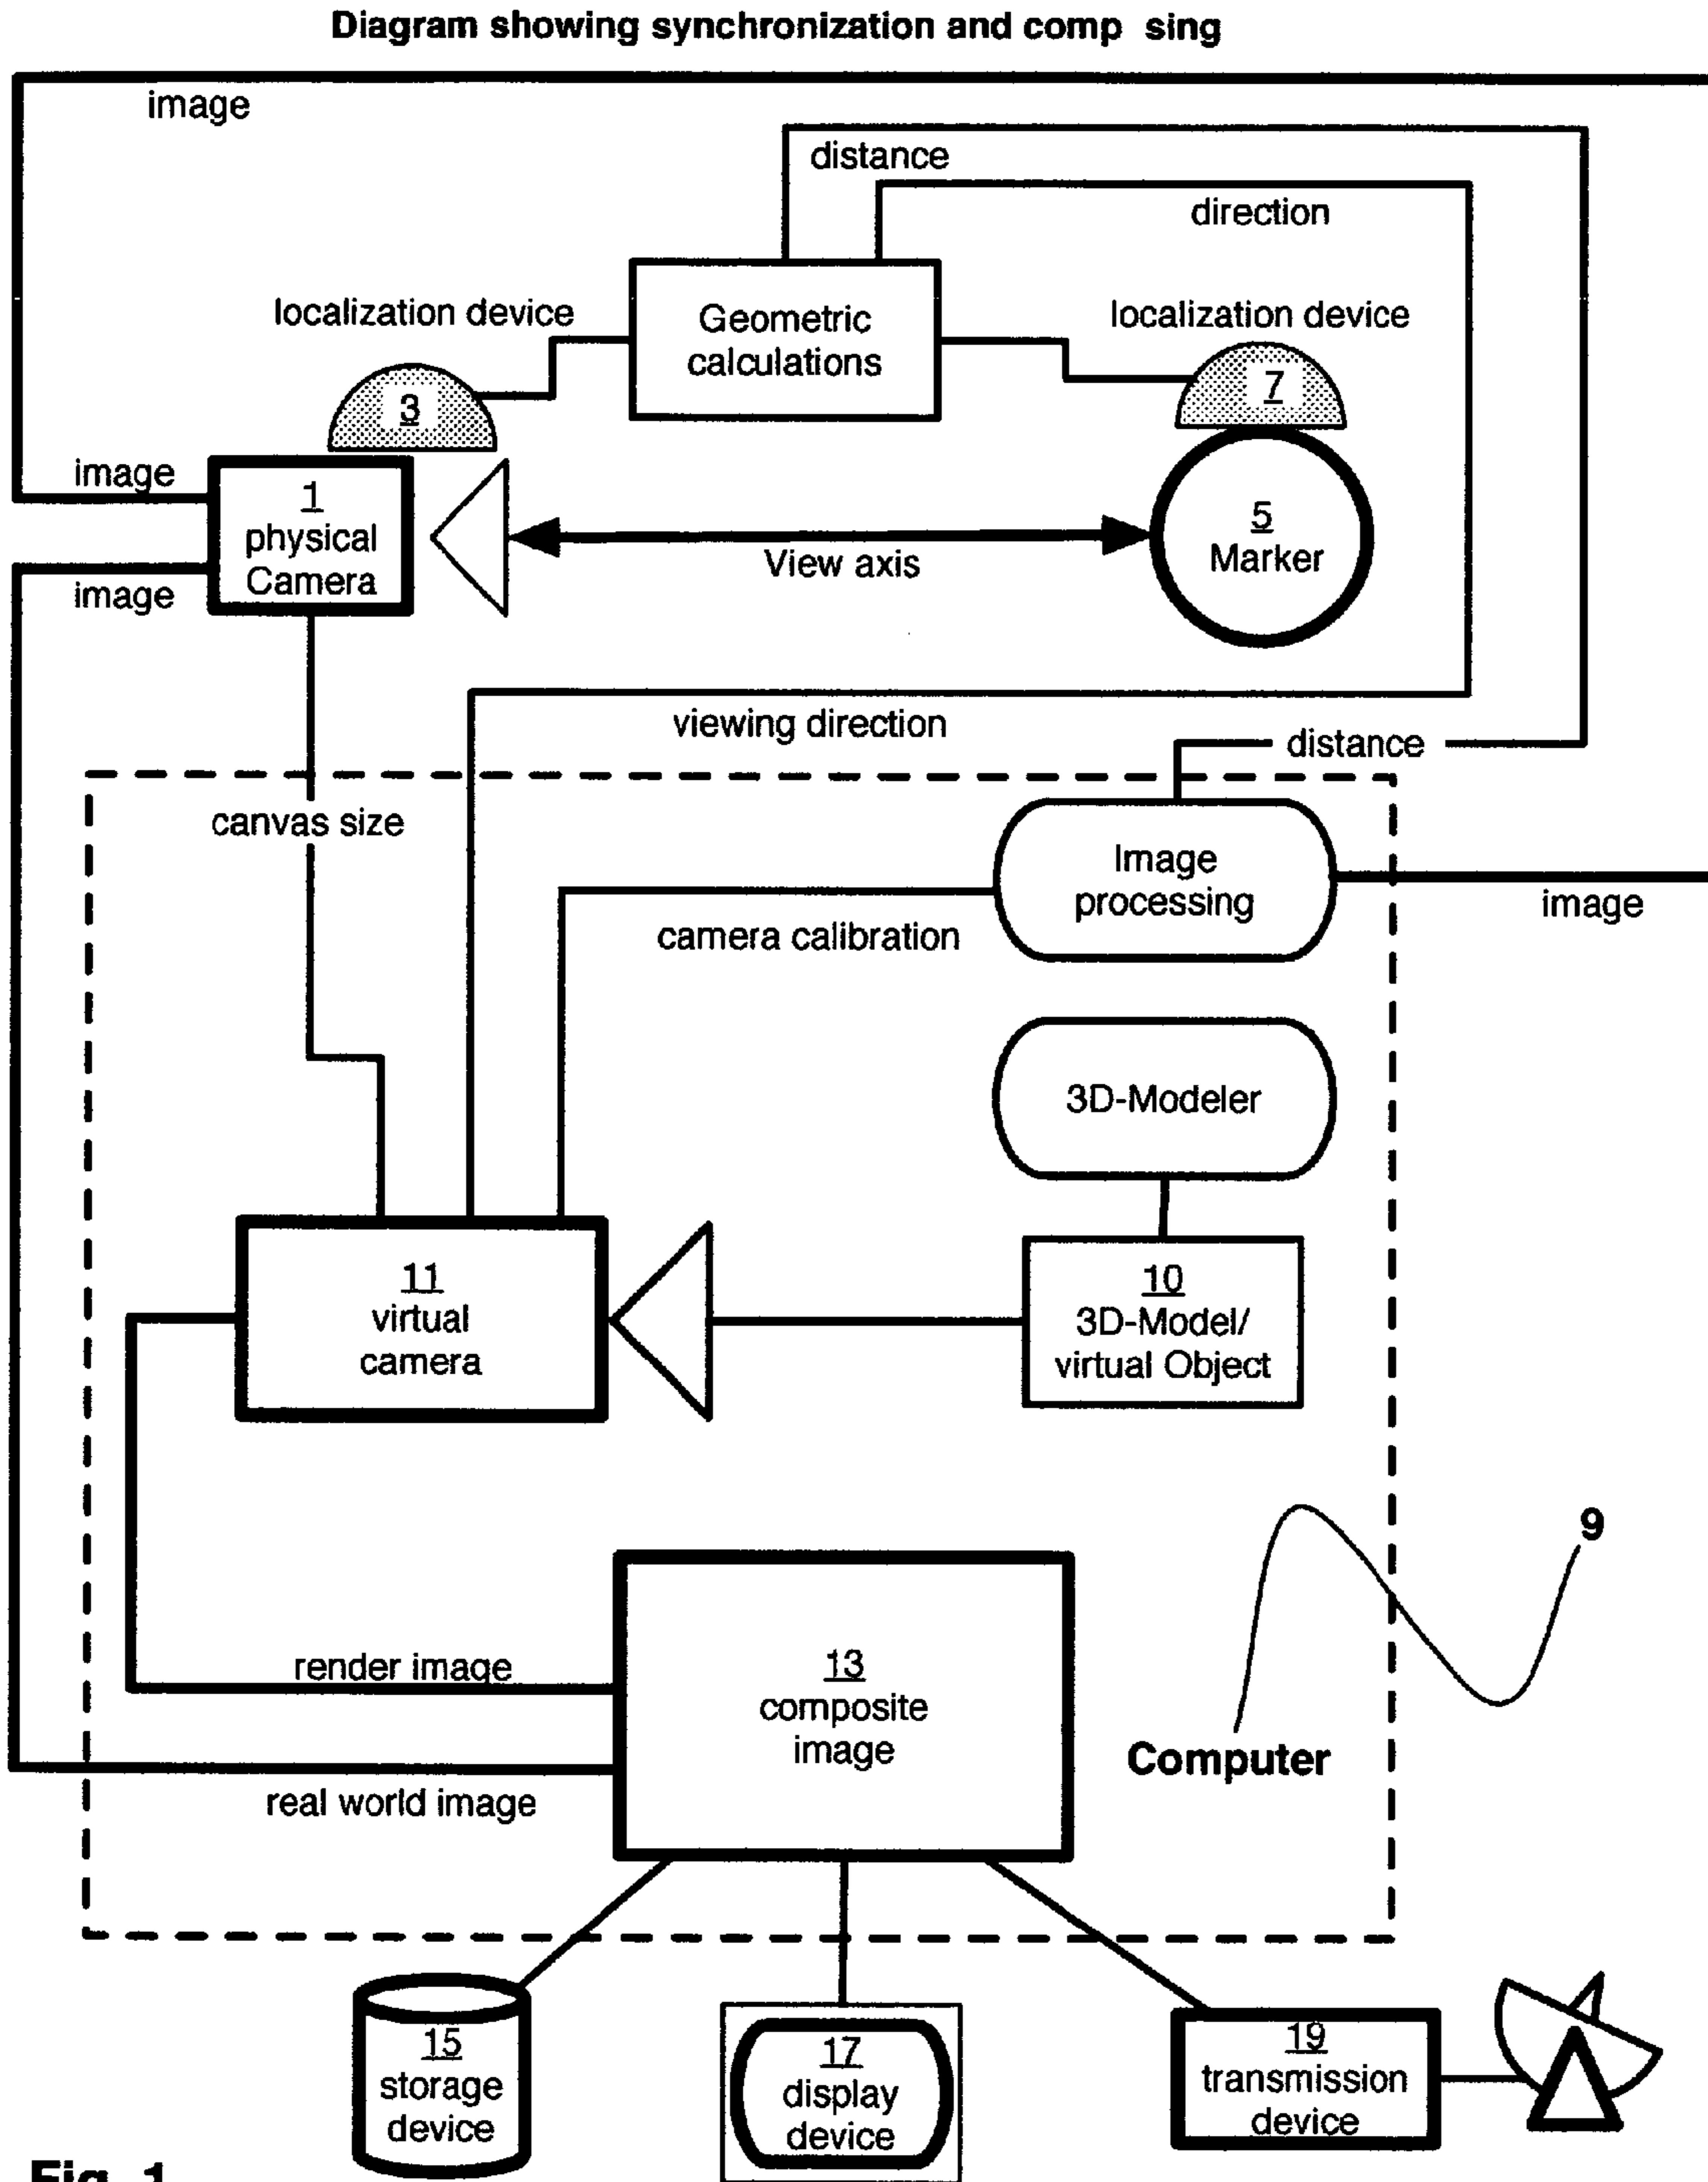 Diagram showing synchronization and comp sing
image
distance
direction
localization device
Geometric
calculations
localization device
3
7
image
1
physical
Camera
image
View axis
5
Marker
viewing direction
distance
canvas size
Image
processing
image
camera calibration
3D-Modeler
11
virtual
camera
10
3D-Model/
virtual Object
9
render image
13
composite
image
Computer
real world image
15
storage
device
17
display
device
19
transmission
device
Fig. 1